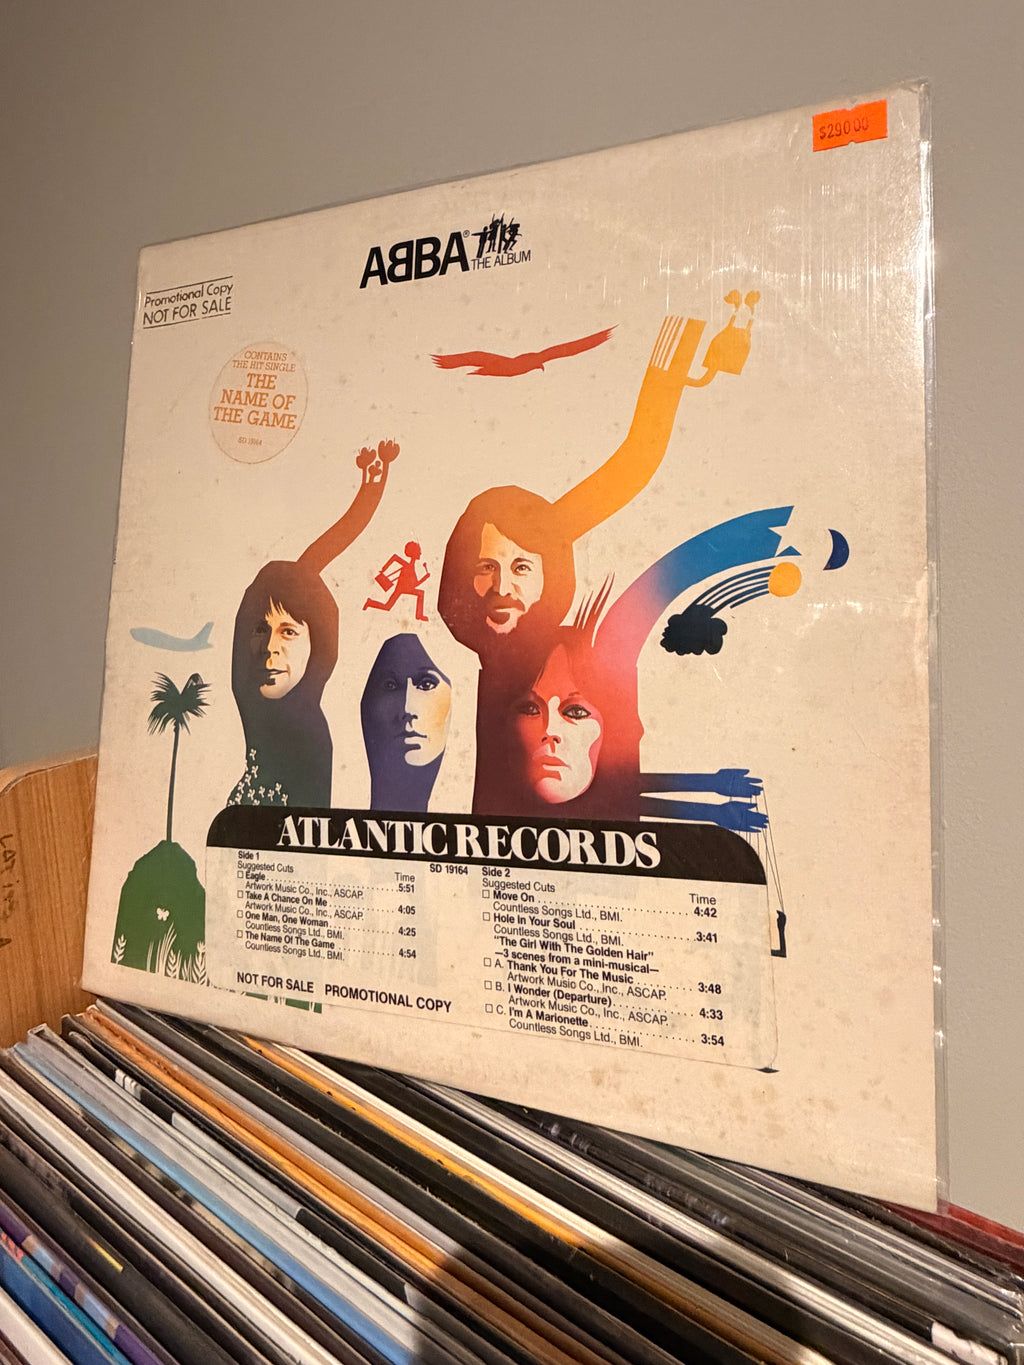 $290.00
ABBA®
THE ALBUM
Promotional Copy
NOT FOR SALE
CONTAINS
THE HIT SINGLE
THE
NAME OF
THE GAME
SD 19164
ATLANTIC RECORDS
Side 1
Suggested Cuts
Time
Eagle 5:51
Artwork Music Co., Inc., ASCAP.
Take A Chance On Me 4:05
Artwork Music Co., Inc., ASCAP.
One Man, One Woman 4:25
Countless Songs Ltd., BMI.
The Name Of The Game 4:54
Countless Songs Ltd., BMI.
NOT FOR SALE PROMOTIONAL COPY
SD 19164
Side 2
Suggested Cuts
Time
Move On 4:42
Countless Songs Ltd., BMI.
Hole In Your Soul 3:41
Countless Songs Ltd., BMI.
"The Girl With The Golden Hair"
—3 scenes from a mini-musical—
A. Thank You For The Music 3:48
Artwork Music Co., Inc., ASCAP.
B. I Wonder (Departure) 4:33
Artwork Music Co., Inc., ASCAP.
C. I'm A Marionette 3:54
Countless Songs Ltd., BMI.